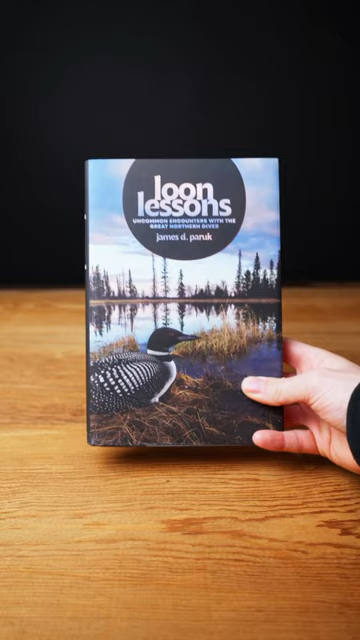 loon
lessons
UNCOMMON ENCOUNTERS WITH THE
GREAT NORTHERN DIVER
james d. paruk